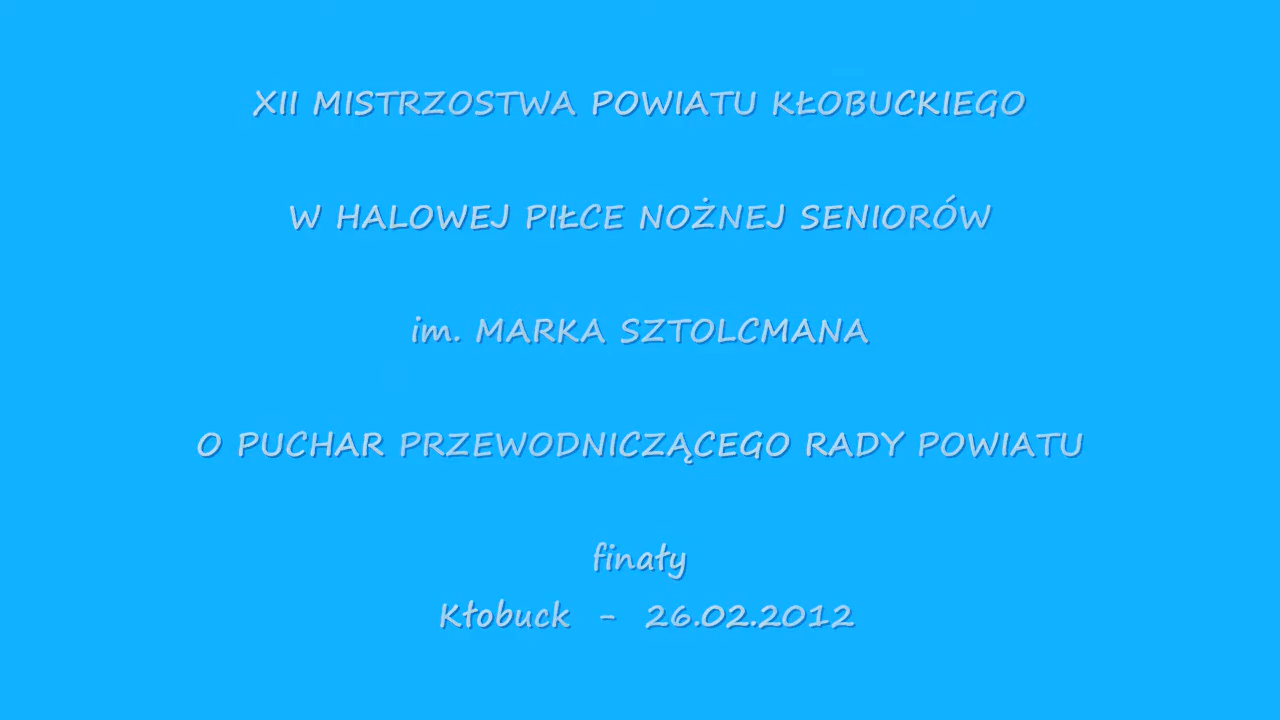 XII MISTRZOSTWA POWIATU KŁOBUCKIEGO
W HALOWEJ PIŁCE NOŻNEJ SENIORÓW
im. MARKA SZTOLCMANA
O PUCHAR PRZEWODNICZĄCEGO RADY POWIATU
finały
Kłobuck - 26.02.2012